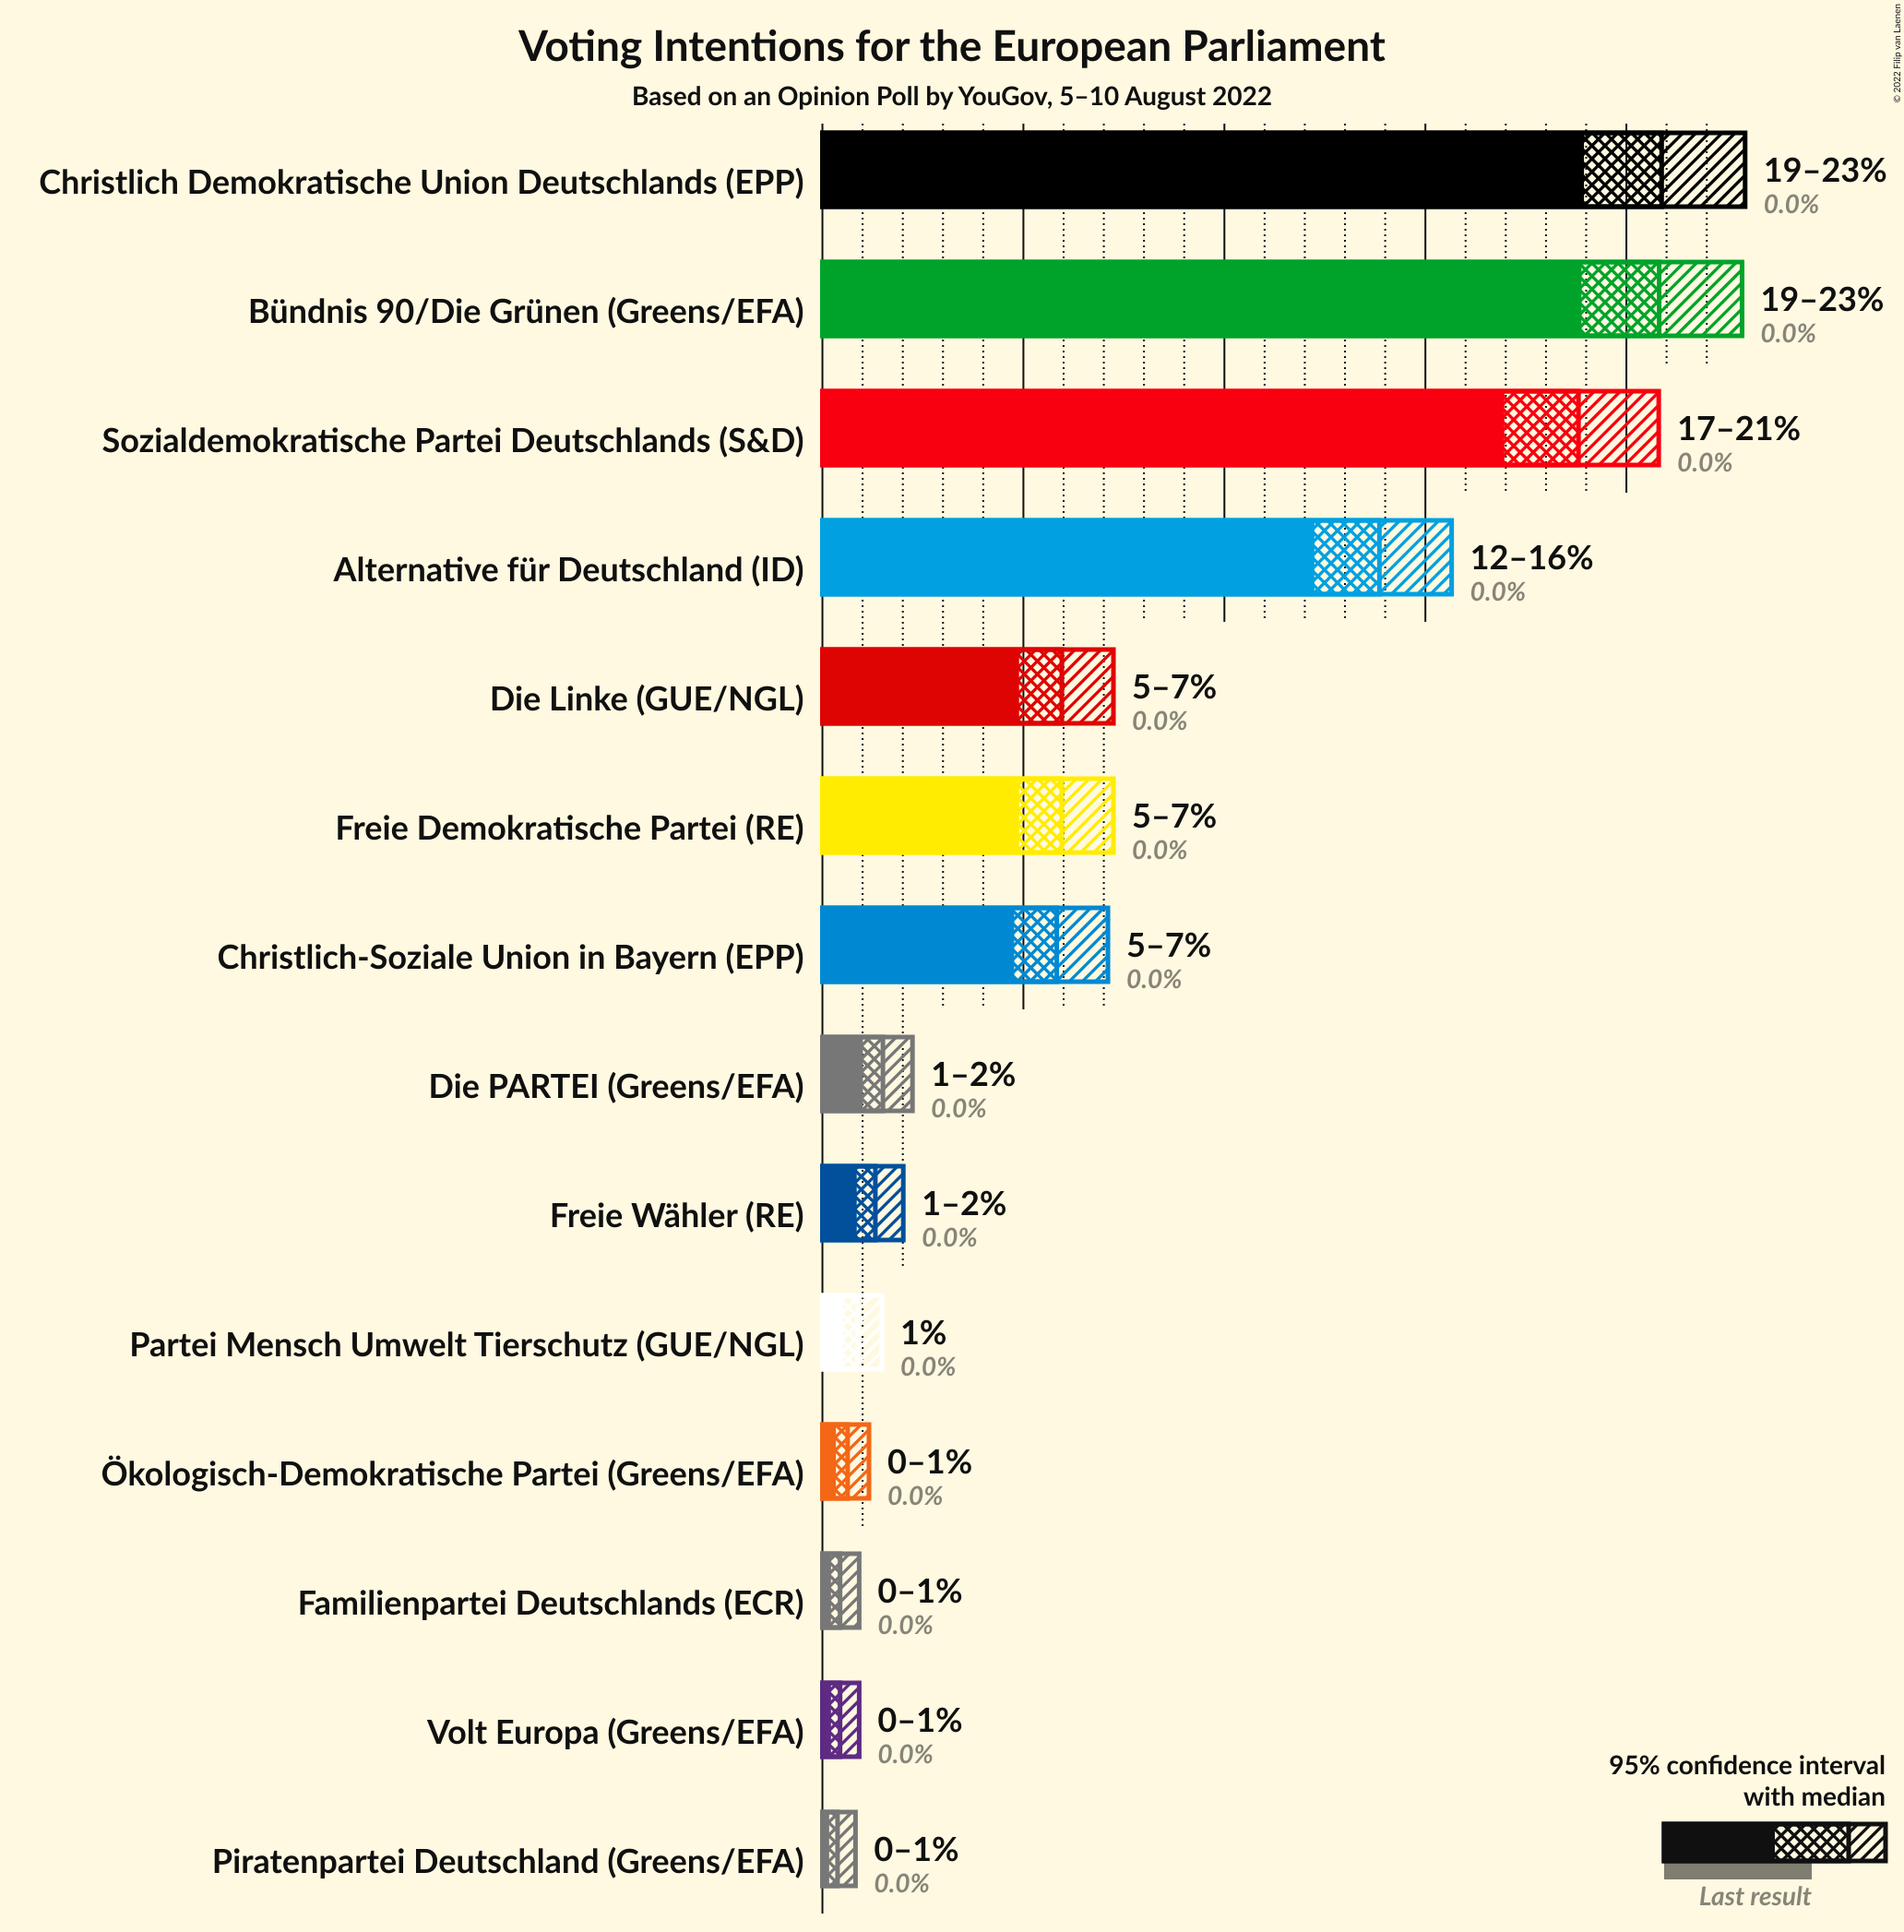 Voting Intentions for the European Parliament
Based on an Opinion Poll by YouGov, 5–10 August 2022
© 2022 Filip van Laenen
Christlich Demokratische Union Deutschlands (EPP)
19–23%
0.0%
Bündnis 90/Die Grünen (Greens/EFA)
19–23%
0.0%
Sozialdemokratische Partei Deutschlands (S&D)
17–21%
0.0%
Alternative für Deutschland (ID)
12–16%
0.0%
Die Linke (GUE/NGL)
5–7%
0.0%
Freie Demokratische Partei (RE)
5–7%
0.0%
Christlich-Soziale Union in Bayern (EPP)
5–7%
0.0%
Die PARTEI (Greens/EFA)
1–2%
0.0%
Freie Wähler (RE)
1–2%
0.0%
Partei Mensch Umwelt Tierschutz (GUE/NGL)
1%
0.0%
Ökologisch-Demokratische Partei (Greens/EFA)
0–1%
0.0%
Familienpartei Deutschlands (ECR)
0–1%
0.0%
Volt Europa (Greens/EFA)
0–1%
0.0%
Piratenpartei Deutschland (Greens/EFA)
0–1%
0.0%
95% confidence interval
with median
Last result